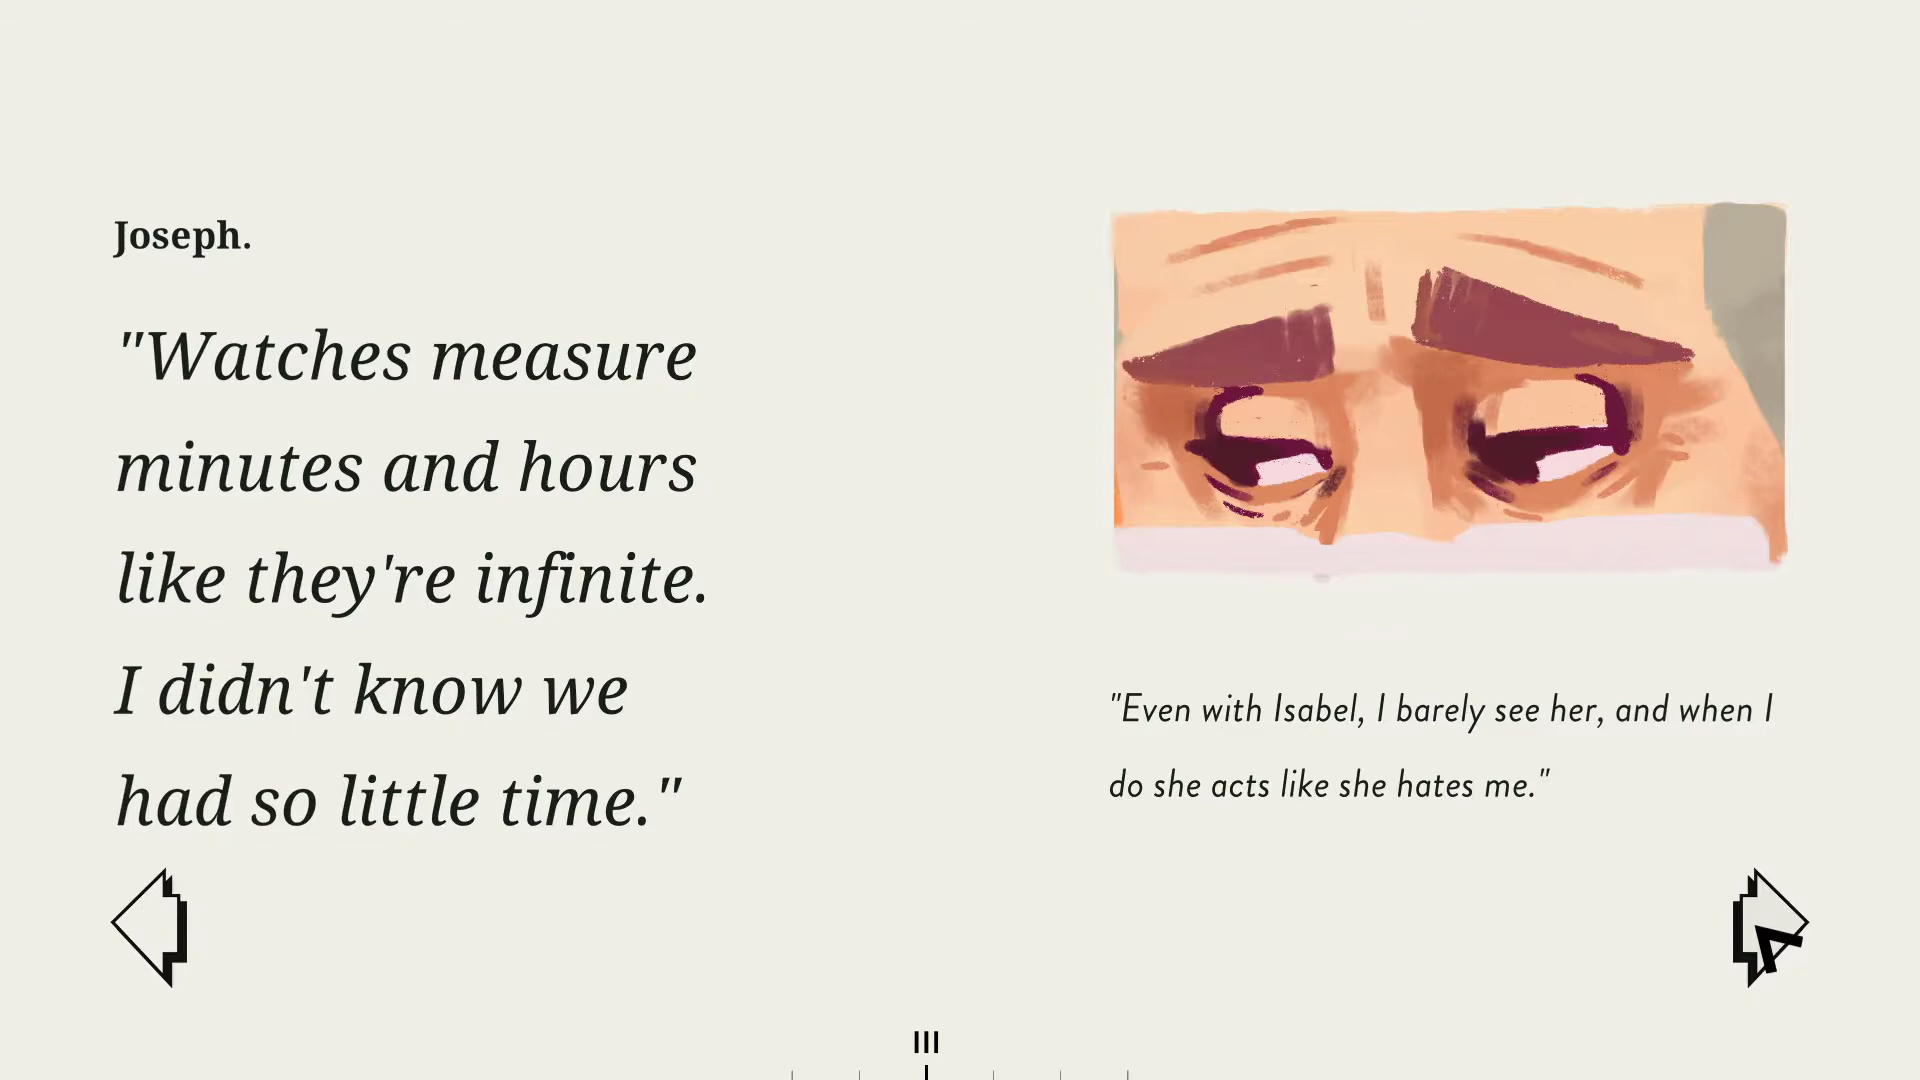 Joseph.
"Watches measure
minutes and hours
like they're infinite.
I didn't know we
had so little time."
"Even with Isabel, I barely see her, and when I
do she acts like she hates me."
III